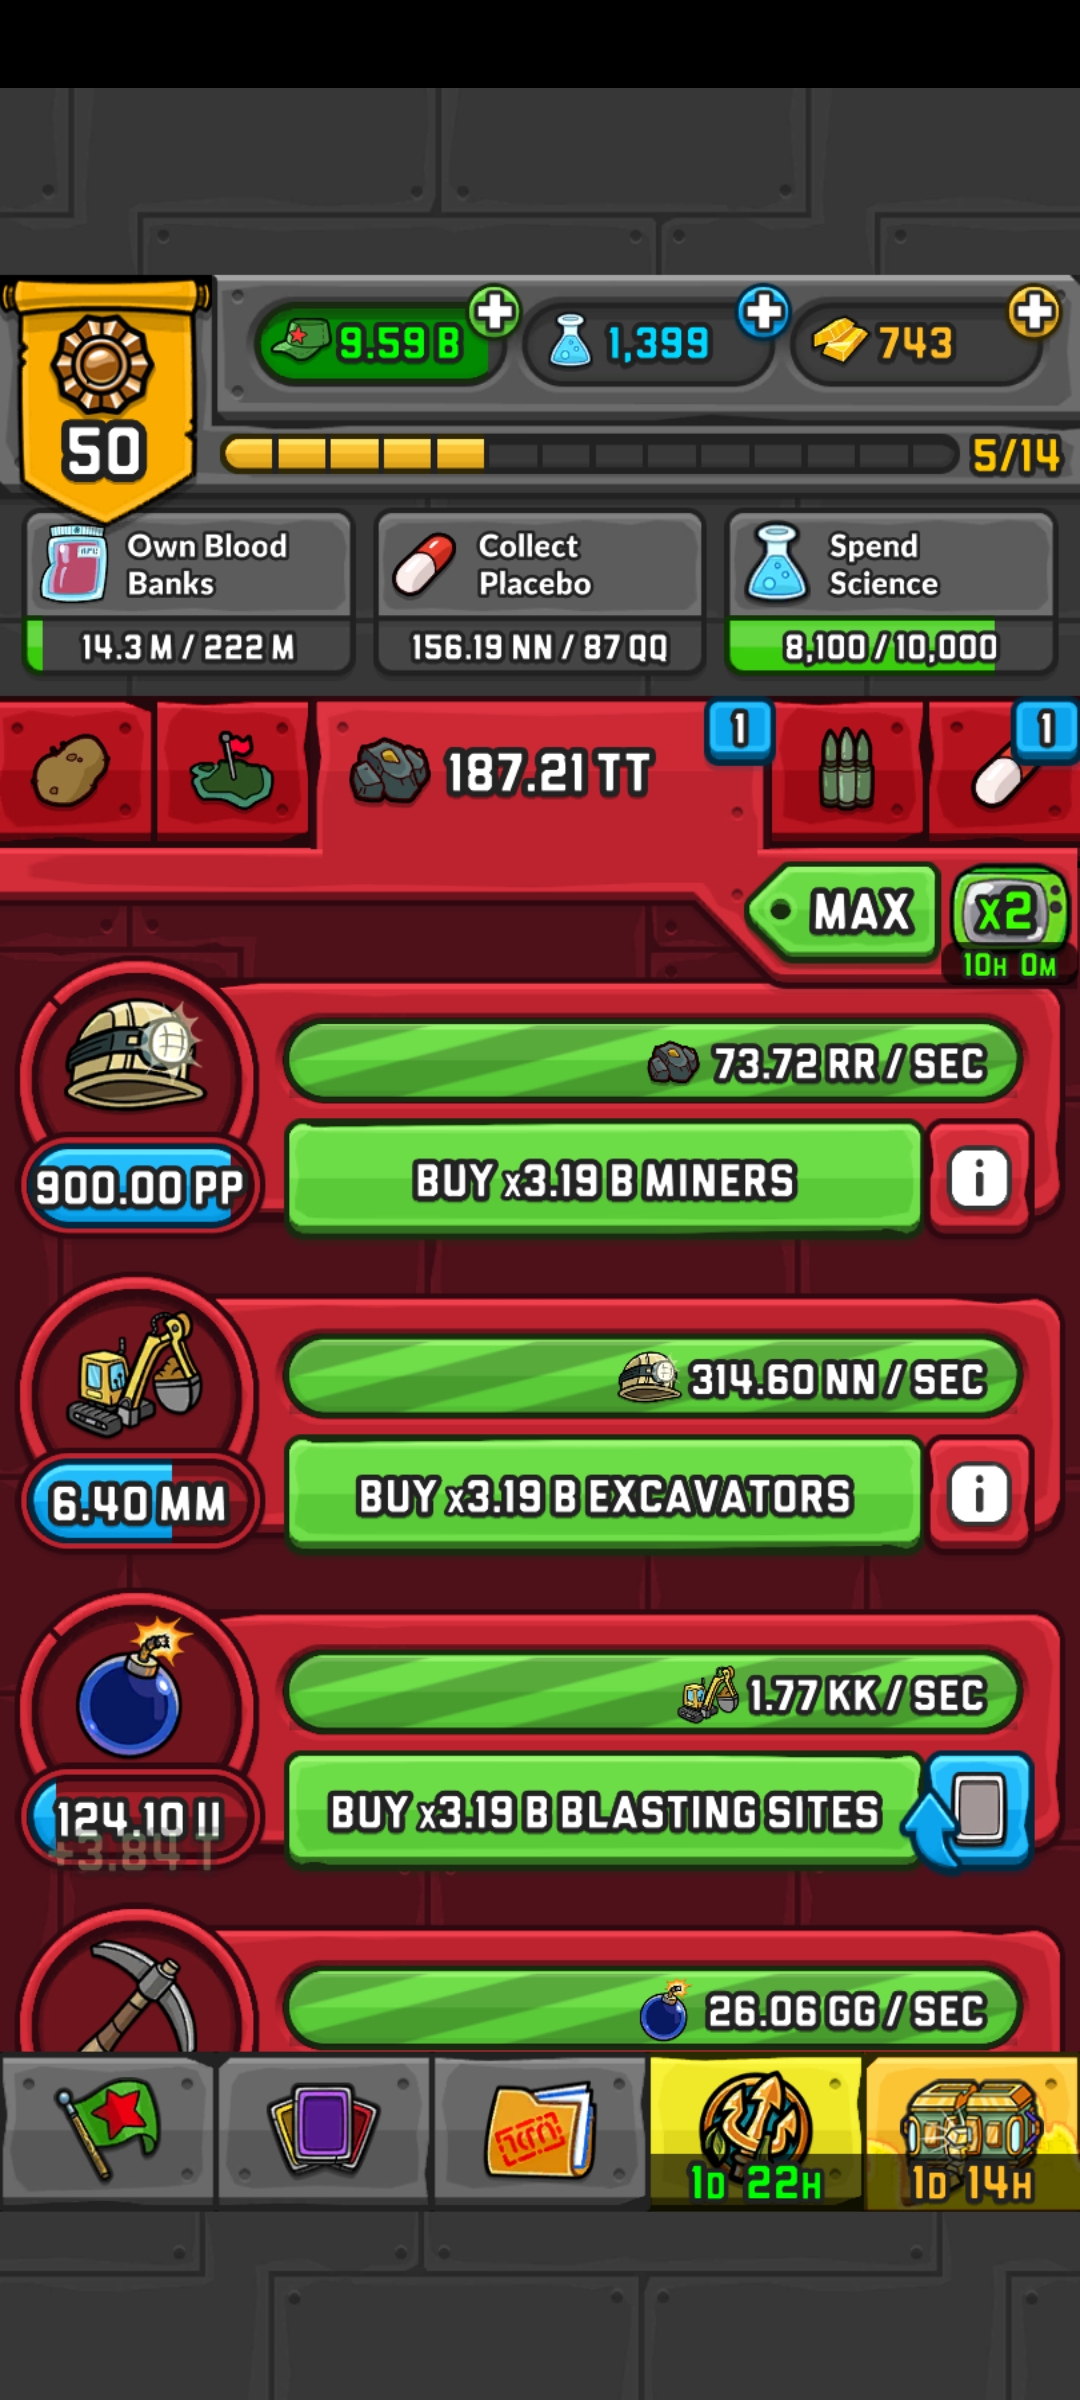 50
9.59 B
1,399
743
5/14
Own Blood
Banks
14.3 M / 222 M
Collect
Placebo
156.19 NN / 87 QQ
Spend
Science
8,100 / 10,000
187.21 TT
1
1
MAX
x2
10H 0M
73.72 RR / SEC
900.00 PP
BUY x3.19 B MINERS
i
314.60 NN / SEC
6.40 MM
BUY x3.19 B EXCAVATORS
i
1.77 KK / SEC
124.10 II
+3.84 T
BUY x3.19 B BLASTING SITES
26.06 GG / SEC
1D 22H
1D 14H